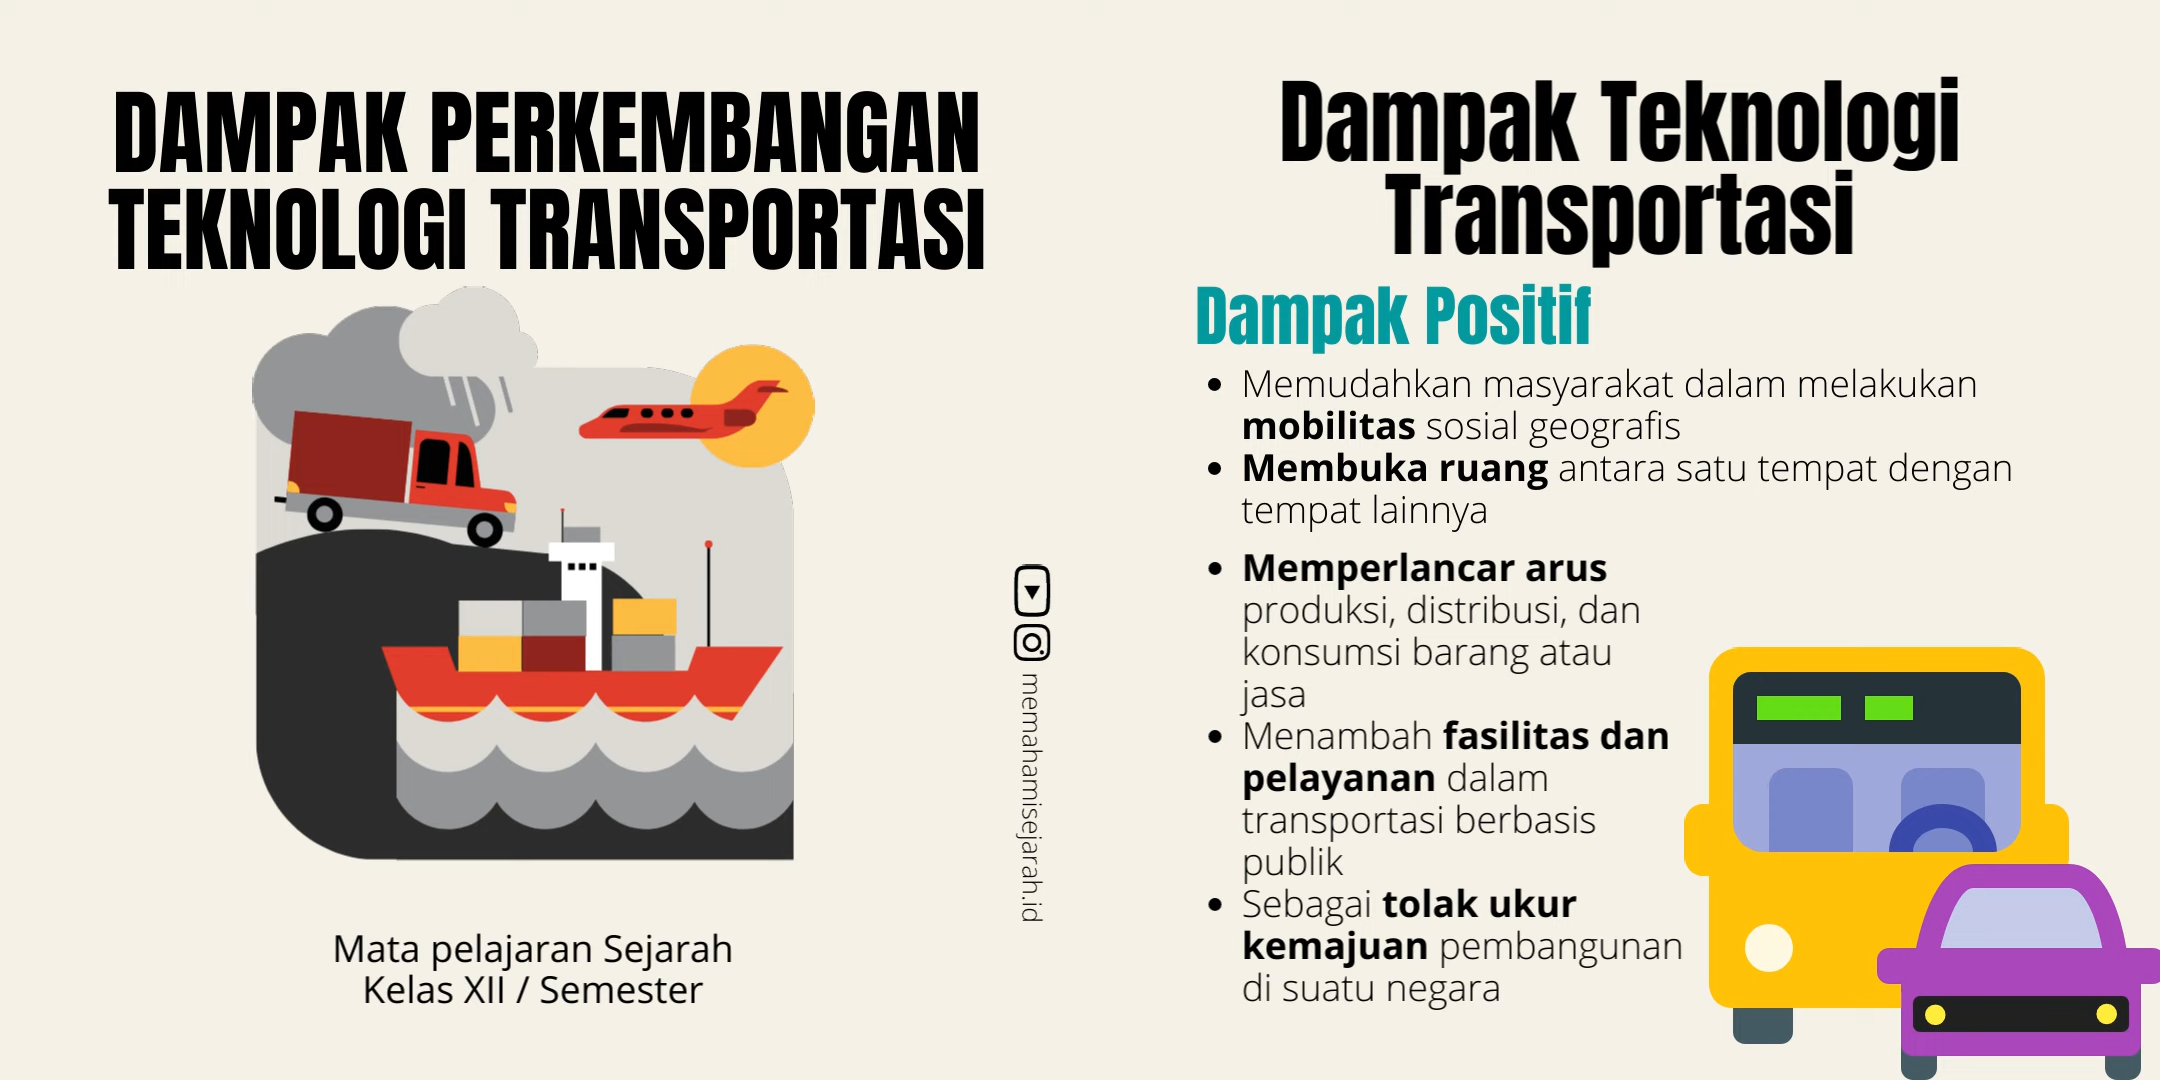 DAMPAK PERKEMBANGAN
TEKNOLOGI TRANSPORTASI
Mata pelajaran Sejarah
Kelas XII / Semester
memahamisejarah.id
Dampak Teknologi
Transportasi
Dampak Positif
• Memudahkan masyarakat dalam melakukan
mobilitas sosial geografis
• Membuka ruang antara satu tempat dengan
tempat lainnya
• Memperlancar arus
produksi, distribusi, dan
konsumsi barang atau
jasa
• Menambah fasilitas dan
pelayanan dalam
transportasi berbasis
publik
• Sebagai tolak ukur
kemajuan pembangunan
di suatu negara